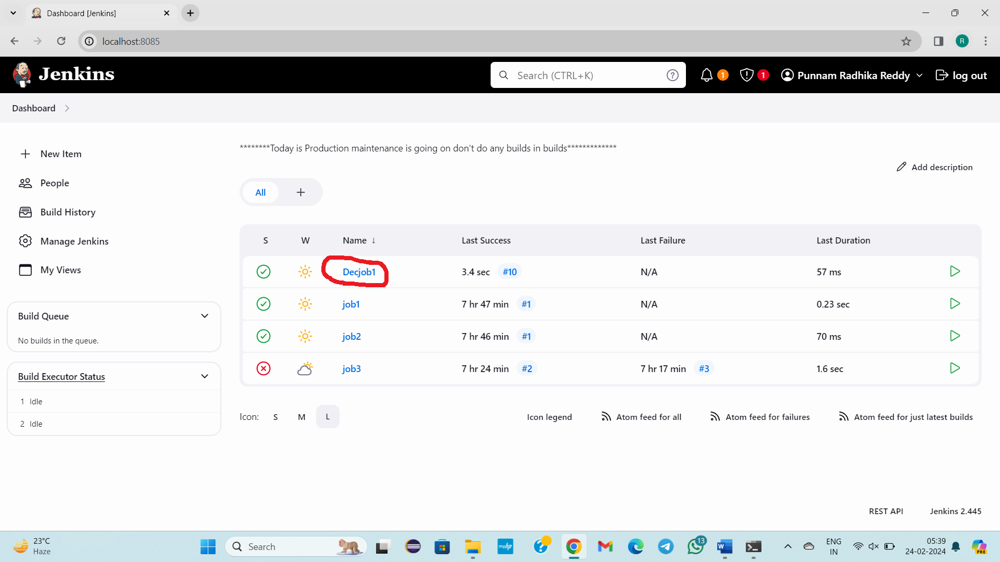 Dashboard [Jenkins]
localhost:8085
R
Jenkins
Search (CTRL+K)
?
1
1
Punnam Radhika Reddy
log out
Dashboard
New Item
People
Build History
Manage Jenkins
My Views
Build Queue
No builds in the queue.
Build Executor Status
1 Idle
2 Idle
********Today is Production maintenance is going on don't do any builds in builds*************
Add description
All +
S W Name ↓ Last Success Last Failure Last Duration
Decjob1 3.4 sec #10 N/A 57 ms
job1 7 hr 47 min #1 N/A 0.23 sec
job2 7 hr 46 min #1 N/A 70 ms
job3 7 hr 24 min #2 7 hr 17 min #3 1.6 sec
Icon: S M L
Icon legend
Atom feed for all
Atom feed for failures
Atom feed for just latest builds
REST API
Jenkins 2.445
23°C
Haze
Search
myhp
13
W
ENG
IN
05:39
24-02-2024
PRE